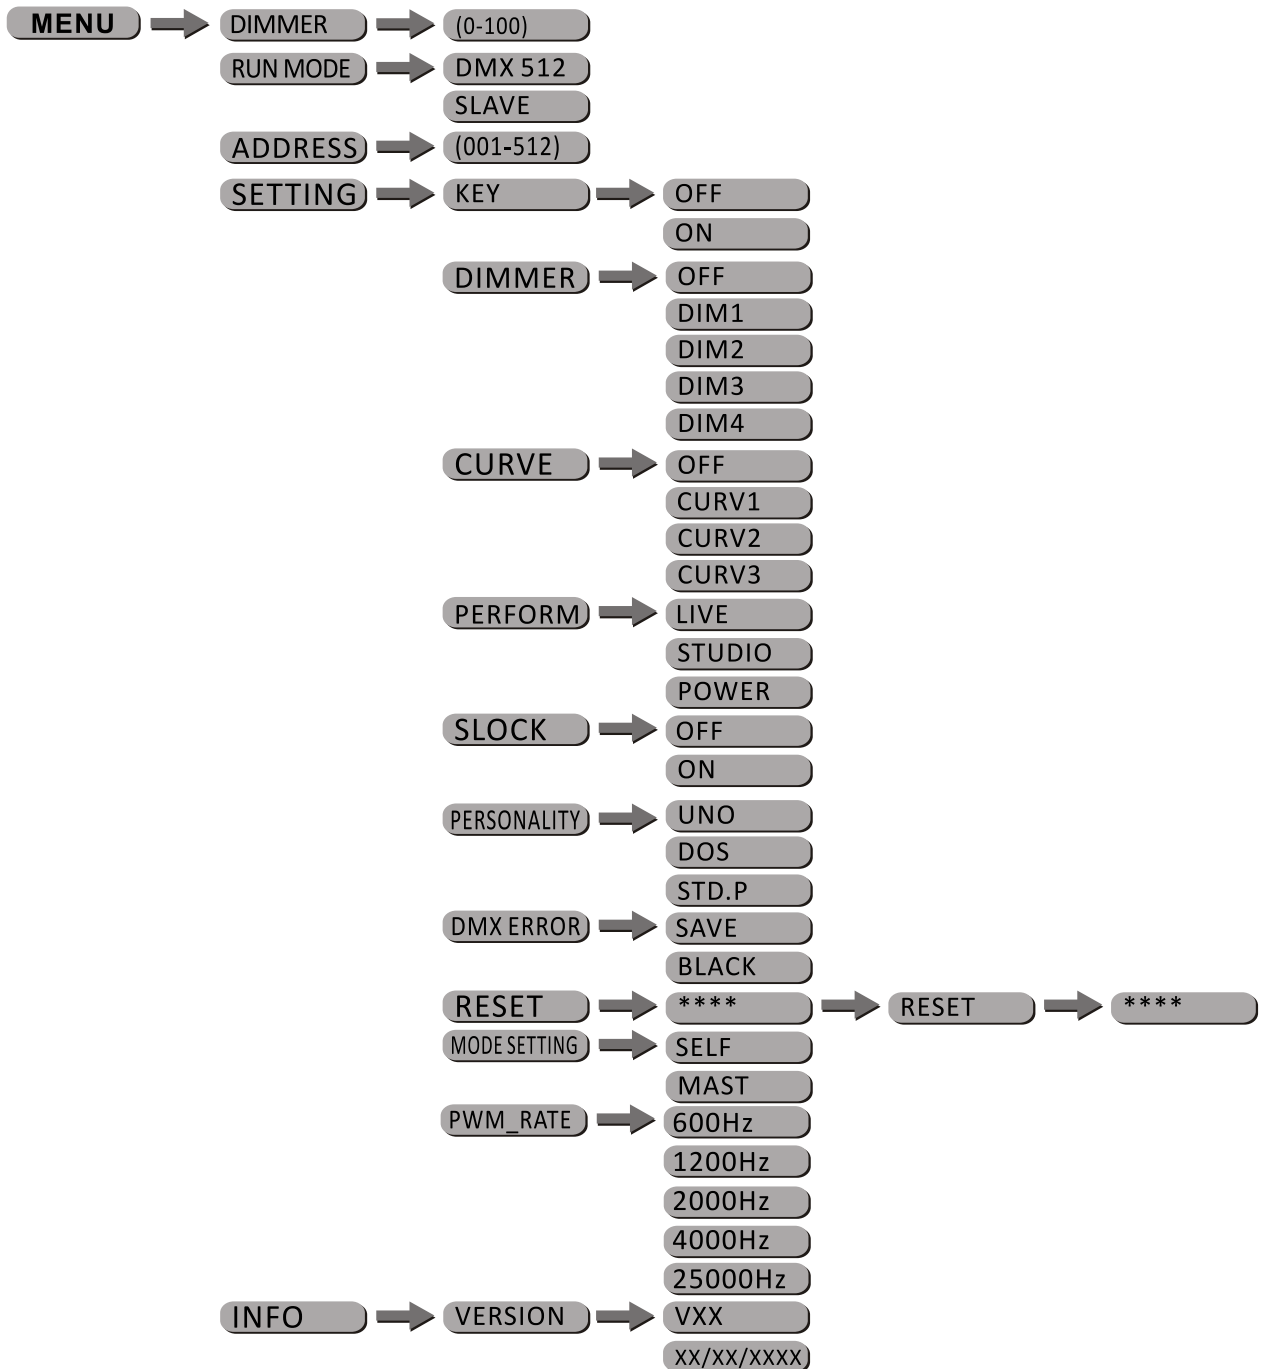 MENU DIMMER (0-100)
RUN MODE DMX 512
SLAVE
ADDRESS (001-512)
SETTING KEY OFF
ON
DIMMER OFF
DIM1
DIM2
DIM3
DIM4
CURVE OFF
CURV1
CURV2
CURV3
PERFORM LIVE
STUDIO
POWER
SLOCK OFF
ON
PERSONALITY UNO
DOS
STD.P
DMX ERROR SAVE
BLACK
RESET **** RESET ****
MODE SETTING SELF
MAST
PWM_RATE 600Hz
1200Hz
2000Hz
4000Hz
25000Hz
INFO VERSION VXX
XX/XX/XXXX